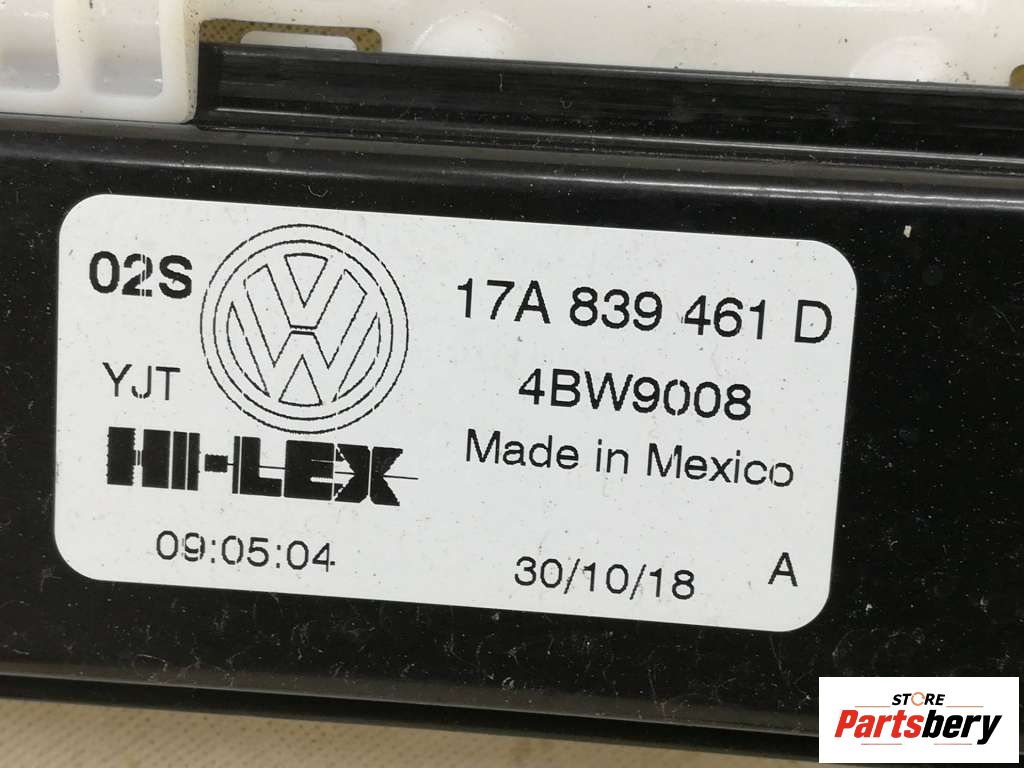 02S
17A 839 461 D
YJT
4BW9008
HI-LEX
Made in Mexico
09:05:04
30/10/18
A
STORE
Partsbery